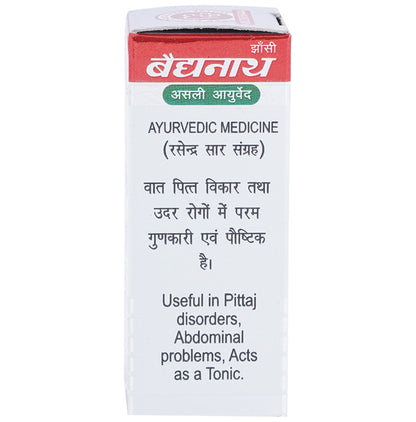 झाँसी
बैद्यनाथ
असली आयुर्वेद
AYURVEDIC MEDICINE
(रसेन्द्र सार संग्रह)
वात पित्त विकार तथा
उदर रोगों में परम
गुणकारी एवं पौष्टिक
है।
Useful in Pittaj
disorders,
Abdominal
problems, Acts
as a Tonic.